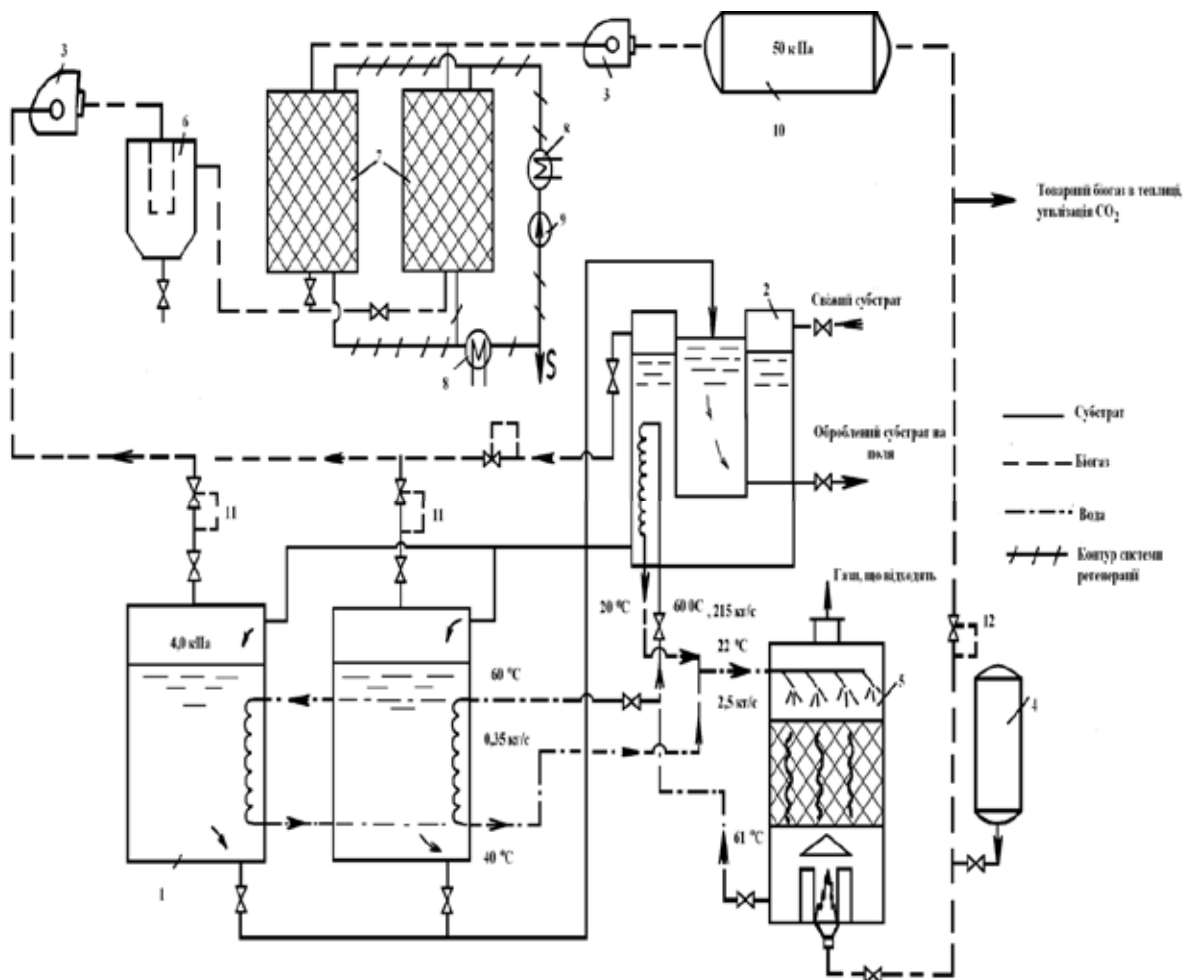 3
50 кПа
3
10
6
8
7
Товарний біогаз в теплиці,
утилізація CO₂
9
2
Свіжий субстрат
8
S
Субстрат
Оброблений субстрат на
поля
Біогаз
11
11
Вода
Контур системи
регенерації
Гази, що відходять
20 °C
60 0C
, 215 кг/с
12
4,0 кПа
22 °C
60 °C
5
2,5 кг/с
4
0,35 кг/с
61 °C
40 °C
1